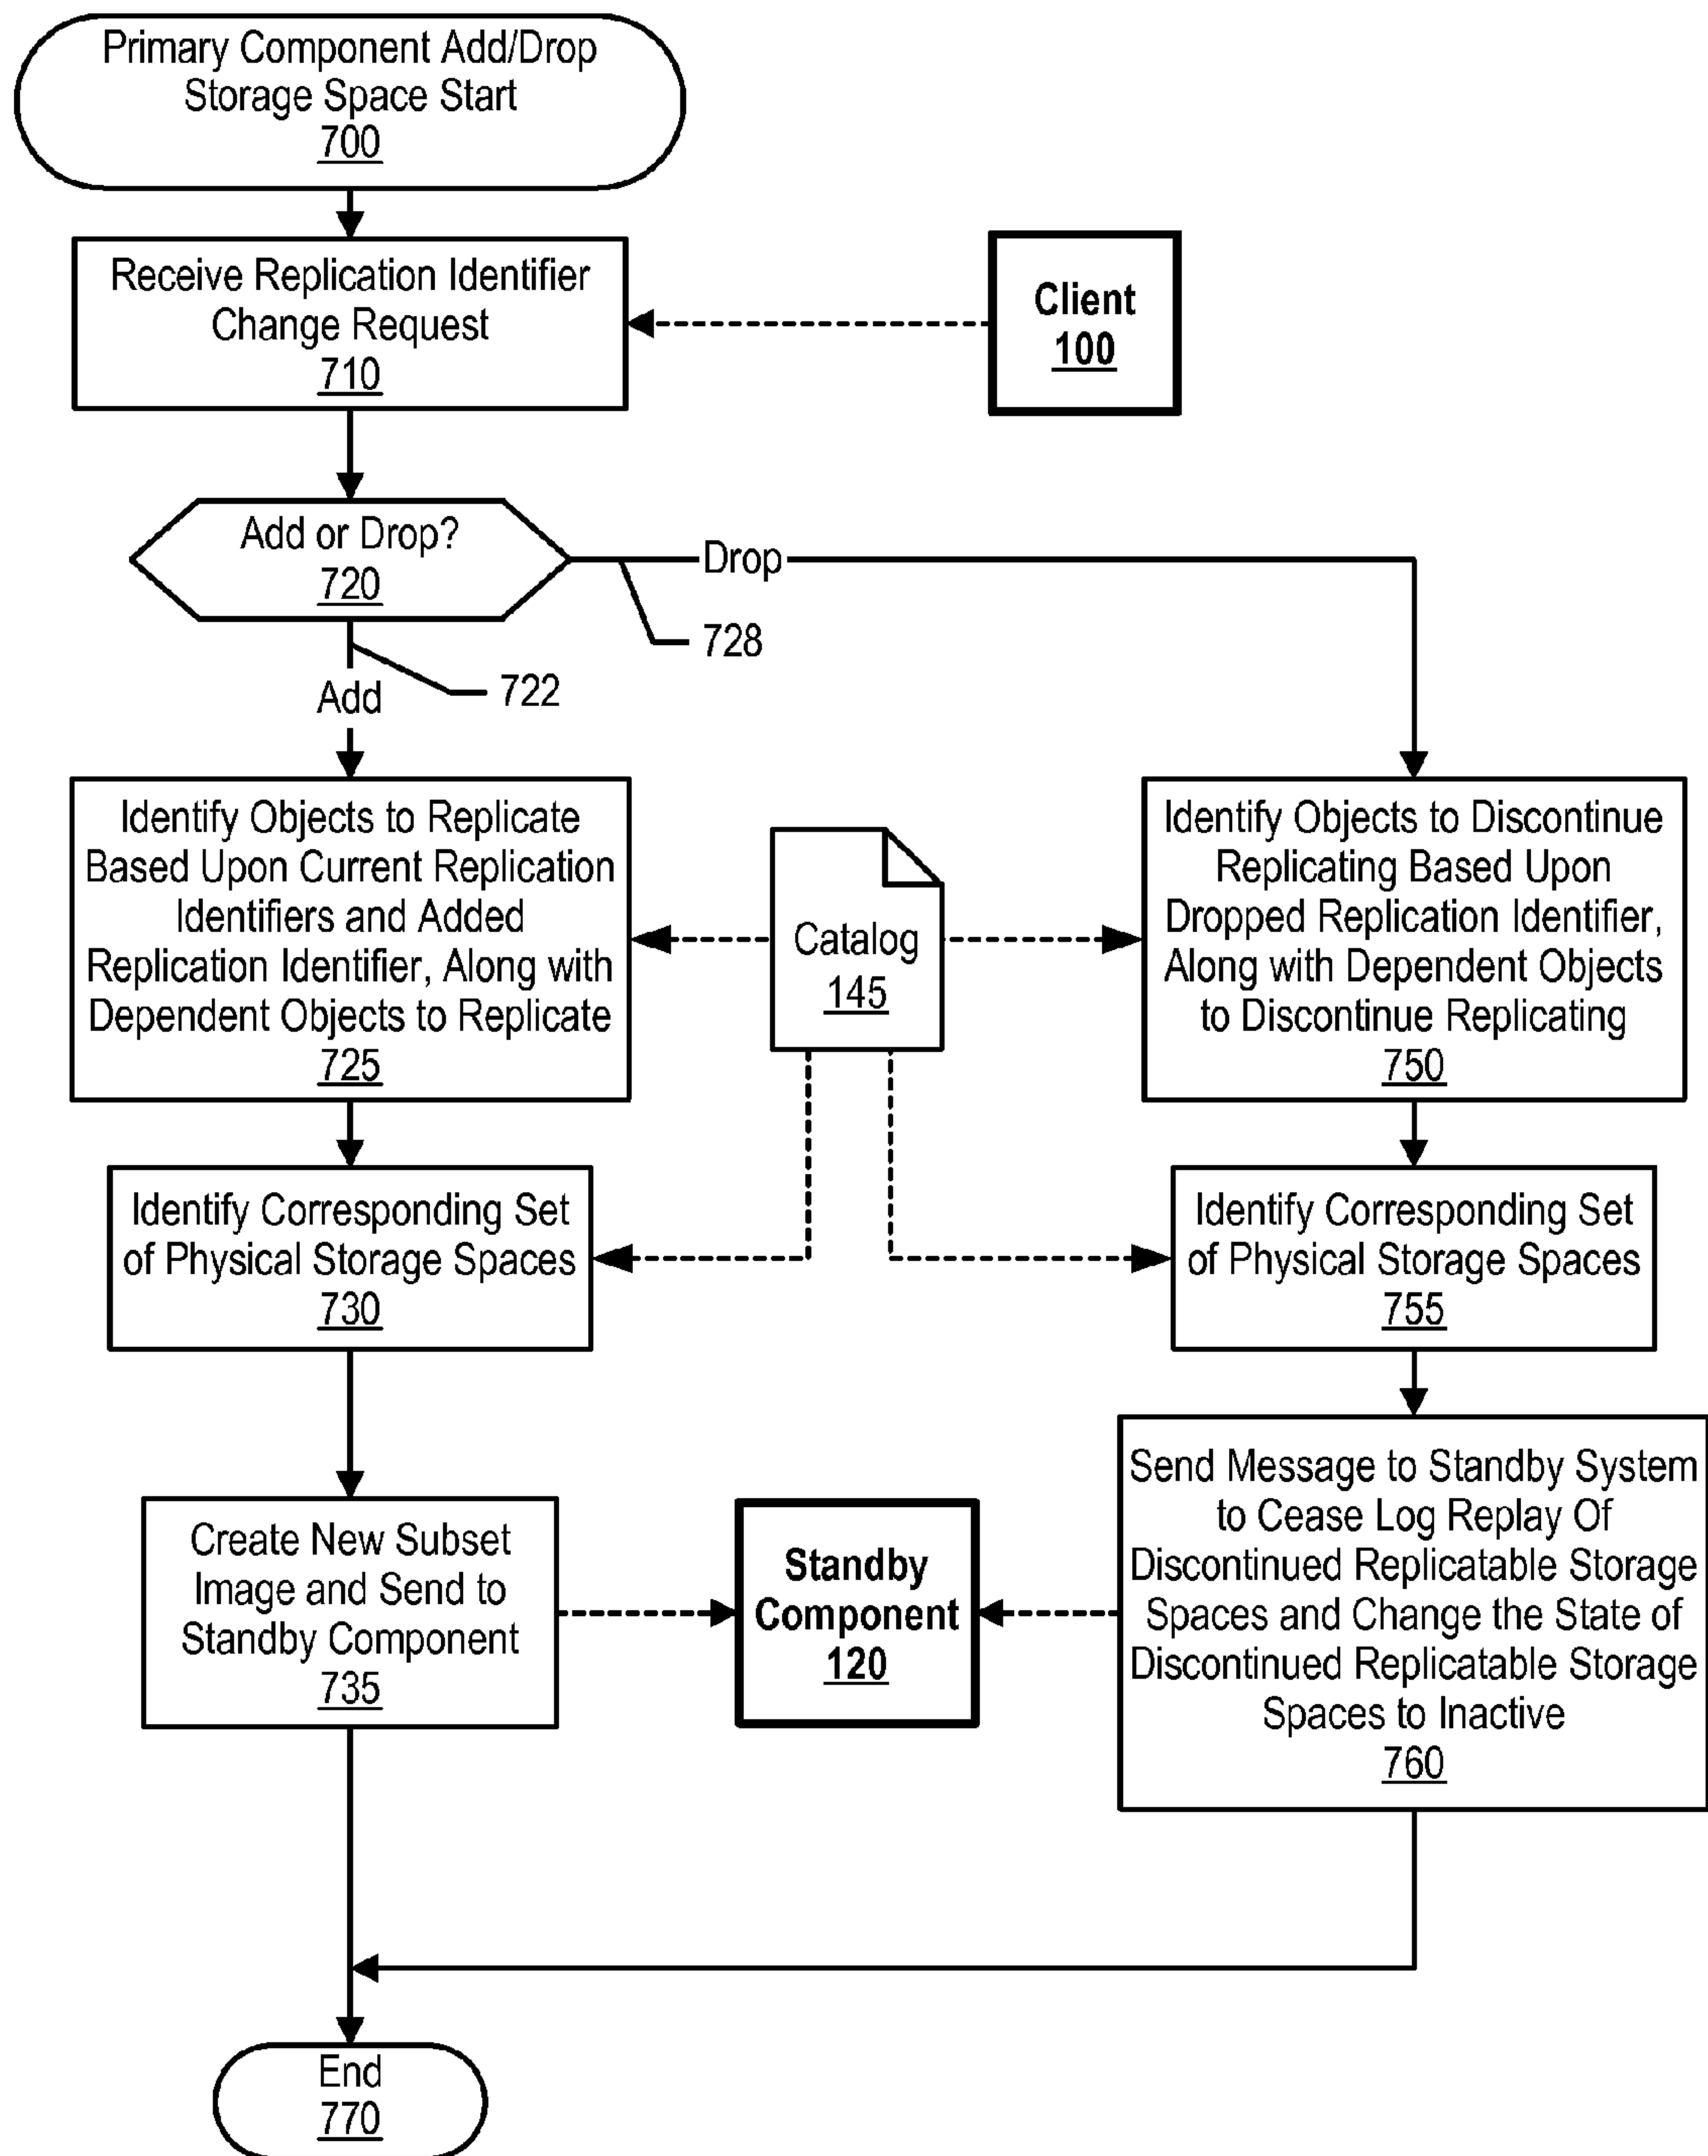 Primary Component Add/Drop
Storage Space Start
700
Receive Replication Identifier
Change Request
710
Client
100
Add or Drop?
720
Drop
728
722
Add
Identify Objects to Replicate
Based Upon Current Replication
Identifiers and Added
Replication Identifier, Along with
Dependent Objects to Replicate
725
Catalog
145
Identify Objects to Discontinue
Replicating Based Upon
Dropped Replication Identifier,
Along with Dependent Objects
to Discontinue Replicating
750
Identify Corresponding Set
of Physical Storage Spaces
730
Identify Corresponding Set
of Physical Storage Spaces
755
Create New Subset
Image and Send to
Standby Component
735
Standby
Component
120
Send Message to Standby System
to Cease Log Replay Of
Discontinued Replicatable Storage
Spaces and Change the State of
Discontinued Replicatable Storage
Spaces to Inactive
760
End
770